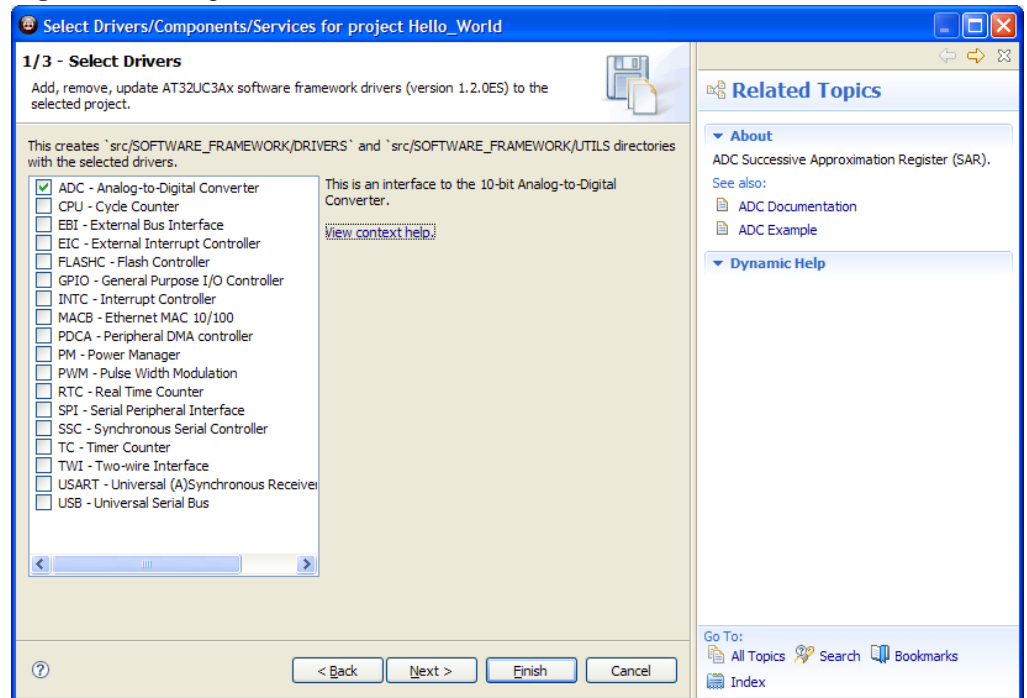 Select Drivers/Components/Services for project Hello_World
1/3 - Select Drivers
Add, remove, update AT32UC3Ax software framework drivers (version 1.2.0ES) to the
selected project.
This creates `src/SOFTWARE_FRAMEWORK/DRIVERS` and `src/SOFTWARE_FRAMEWORK/UTILS directories
with the selected drivers.
ADC - Analog-to-Digital Converter
CPU - Cycle Counter
EBI - External Bus Interface
EIC - External Interrupt Controller
FLASHC - Flash Controller
GPIO - General Purpose I/O Controller
INTC - Interrupt Controller
MACB - Ethernet MAC 10/100
PDCA - Peripheral DMA controller
PM - Power Manager
PWM - Pulse Width Modulation
RTC - Real Time Counter
SPI - Serial Peripheral Interface
SSC - Synchronous Serial Controller
TC - Timer Counter
TWI - Two-wire Interface
USART - Universal (A)Synchronous Receiver
USB - Universal Serial Bus
This is an interface to the 10-bit Analog-to-Digital
Converter.
View context help.
< Back
Next >
Finish
Cancel
Related Topics
About
ADC Successive Approximation Register (SAR).
See also:
ADC Documentation
ADC Example
Dynamic Help
Go To:
All Topics Search Bookmarks
Index